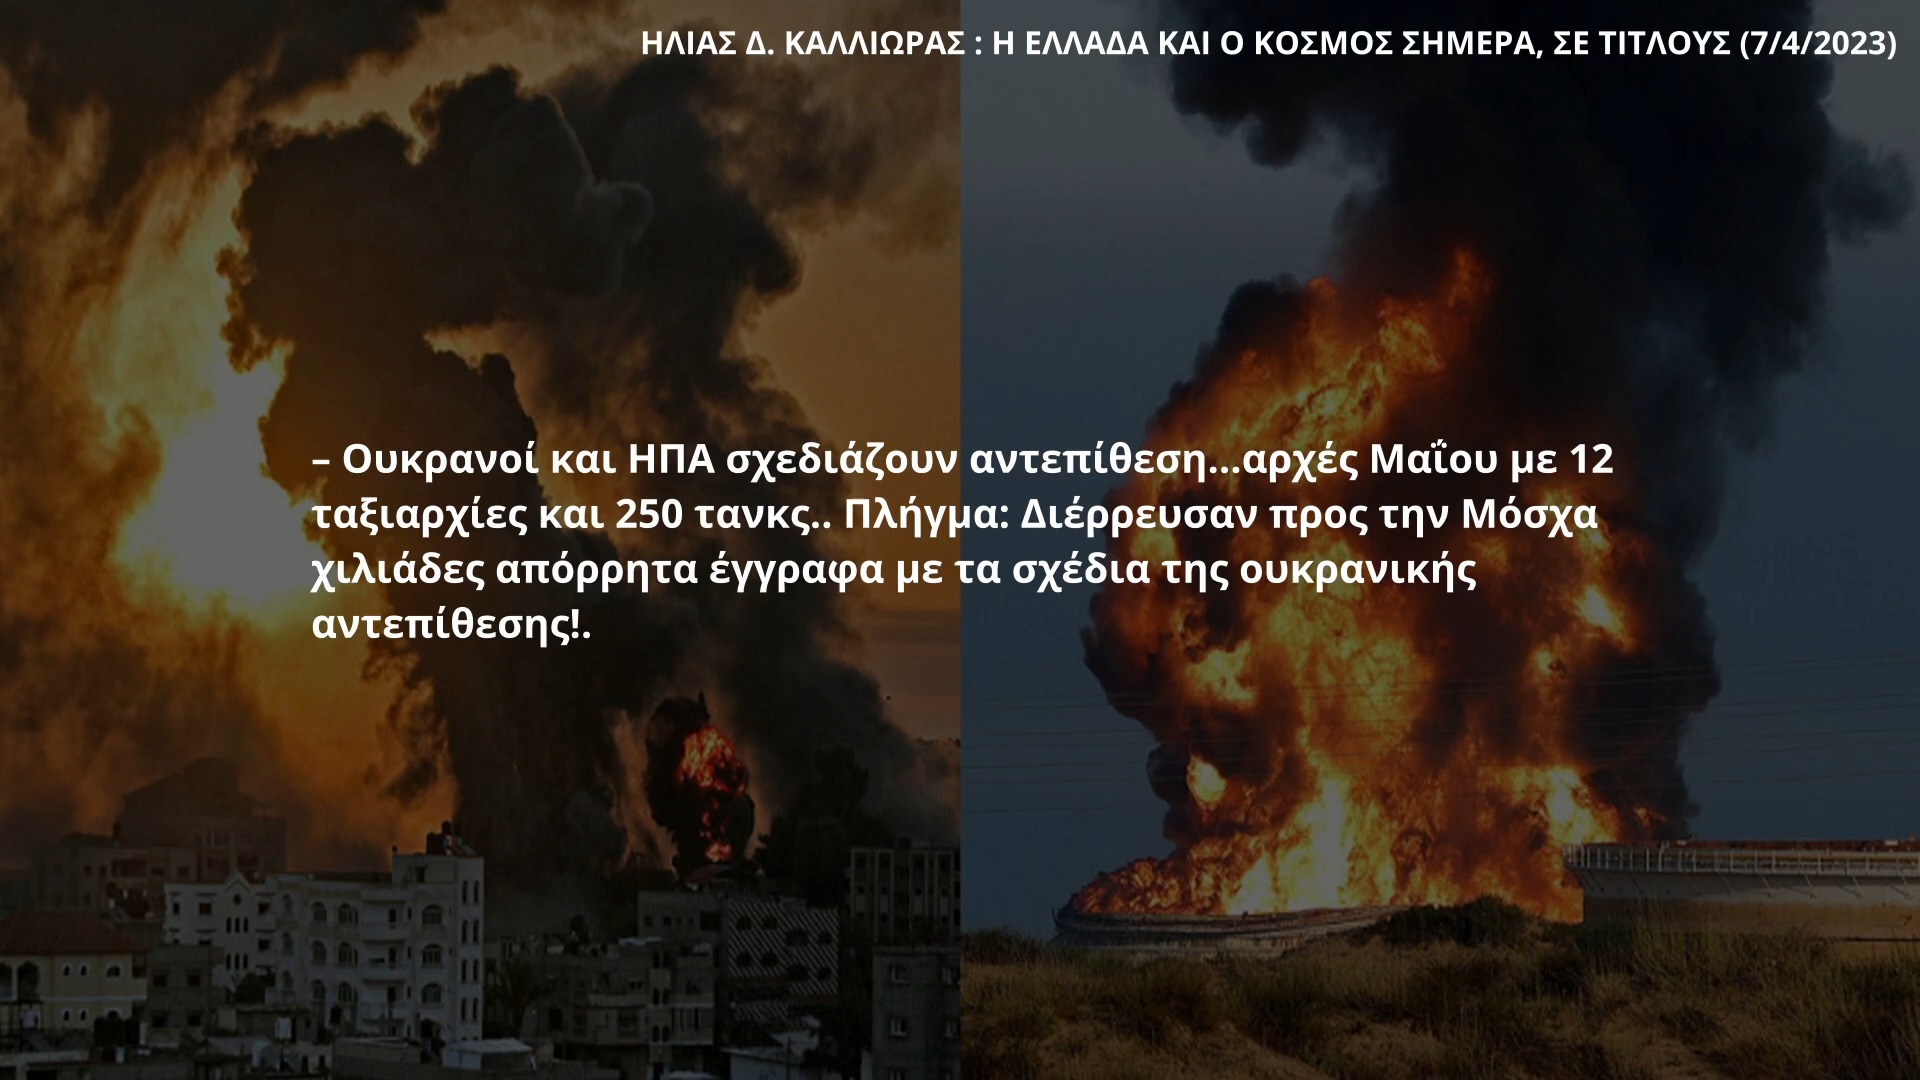 ΗΛΙΑΣ Δ. ΚΑΛΛΙΩΡΑΣ : Η ΕΛΛΑΔΑ ΚΑΙ Ο ΚΟΣΜΟΣ ΣΗΜΕΡΑ, ΣΕ ΤΙΤΛΟΥΣ (7/4/2023)
– Ουκρανοί και ΗΠΑ σχεδιάζουν αντεπίθεση...αρχές Μαΐου με 12
ταξιαρχίες και 250 τανκς.. Πλήγμα: Διέρρευσαν προς την Μόσχα
χιλιάδες απόρρητα έγγραφα με τα σχέδια της ουκρανικής
αντεπίθεσης!.